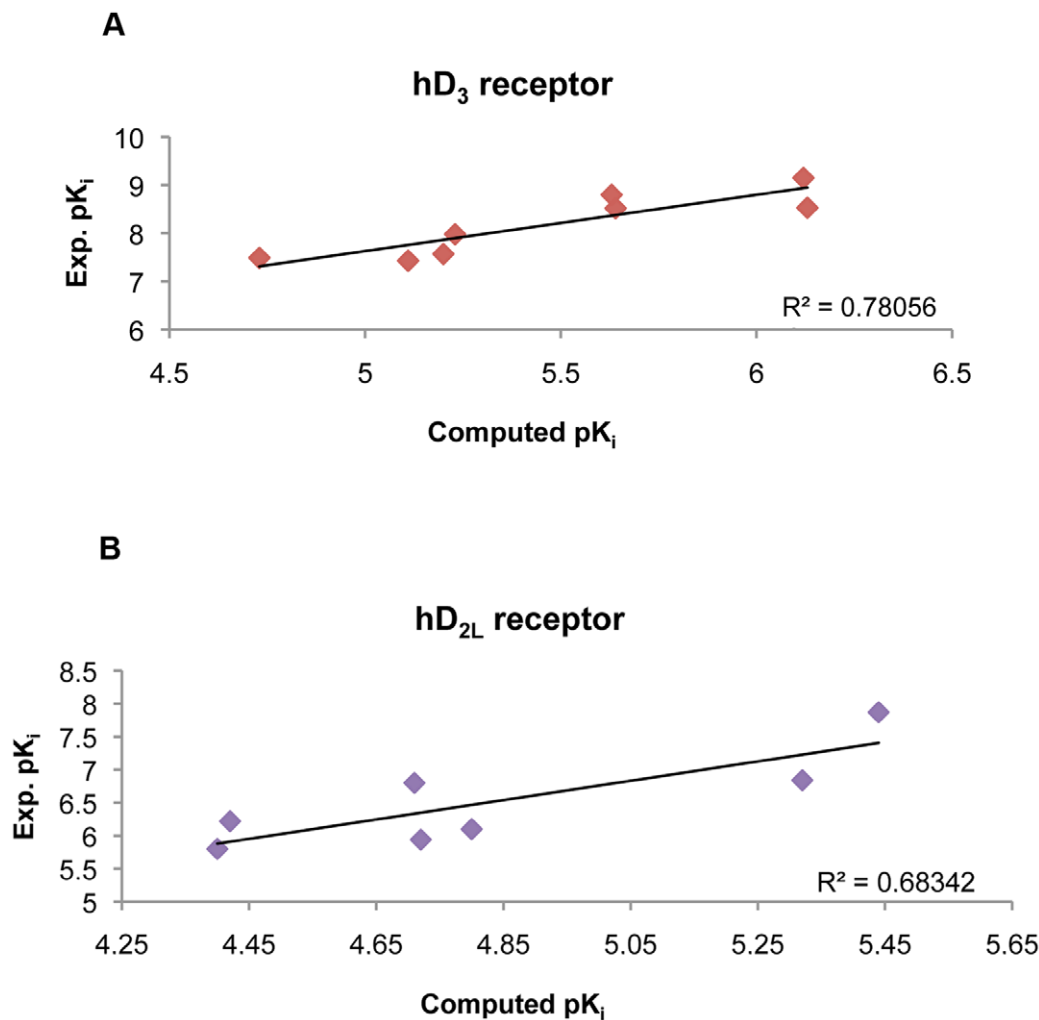 A
hD₃ receptor
10
9
8
7
6
Exp. pKᵢ
4.5 5 5.5 6 6.5
R² = 0.78056
Computed pKᵢ
B
hD₂L receptor
8.5
8
7.5
7
6.5
6
5.5
5
Exp. pKᵢ
4.25 4.45 4.65 4.85 5.05 5.25 5.45 5.65
R² = 0.68342
Computed pKᵢ